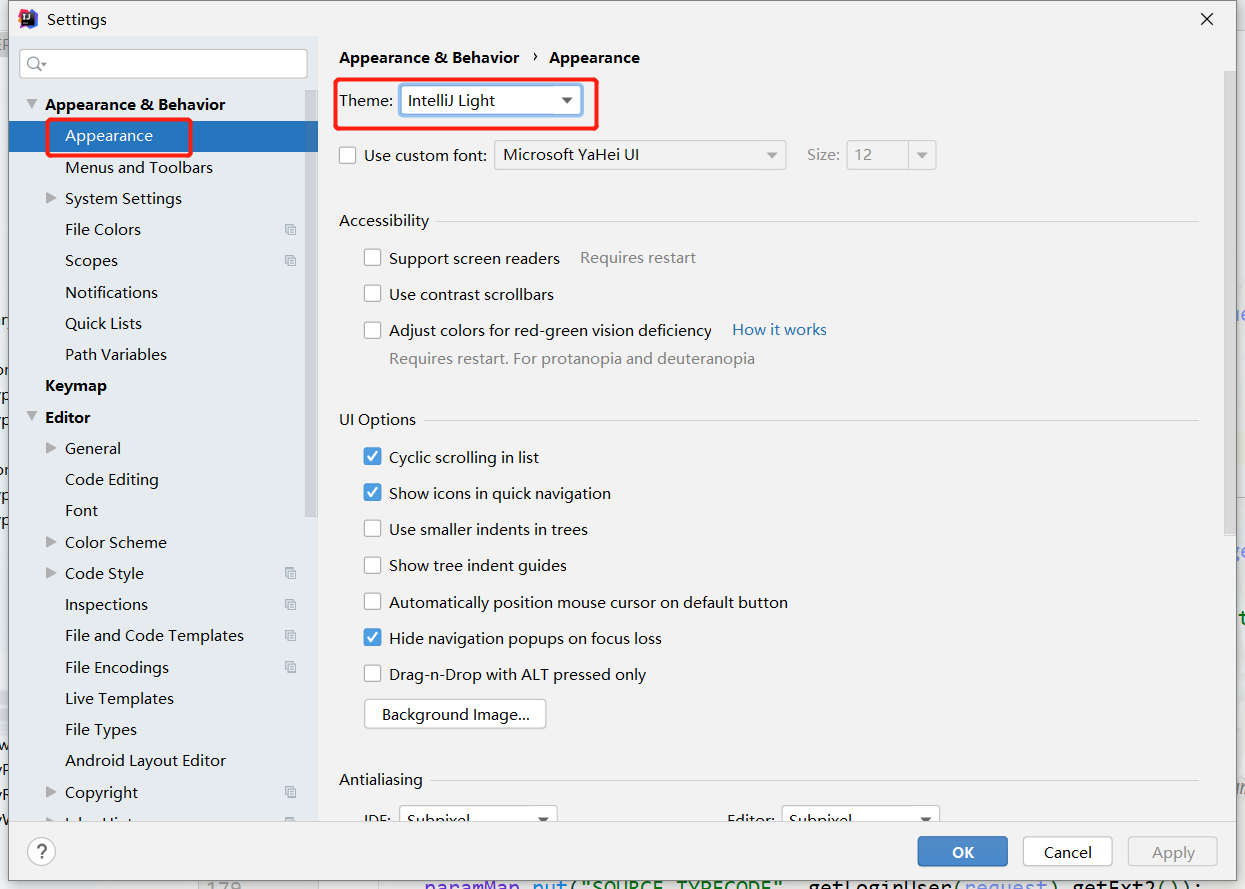 Settings
Appearance & Behavior
Appearance
Menus and Toolbars
System Settings
File Colors
Scopes
Notifications
Quick Lists
Path Variables
Keymap
Editor
General
Code Editing
Font
Color Scheme
Code Style
Inspections
File and Code Templates
File Encodings
Live Templates
File Types
Android Layout Editor
Copyright
Appearance & Behavior › Appearance
Theme: IntelliJ Light
Use custom font: Microsoft YaHei UI Size: 12
Accessibility
Support screen readers Requires restart
Use contrast scrollbars
Adjust colors for red-green vision deficiency How it works
Requires restart. For protanopia and deuteranopia
UI Options
Cyclic scrolling in list
Show icons in quick navigation
Use smaller indents in trees
Show tree indent guides
Automatically position mouse cursor on default button
Hide navigation popups on focus loss
Drag-n-Drop with ALT pressed only
Background Image...
Antialiasing
IDE: Subpixel Editor: Subpixel
? OK Cancel Apply
179 paramMap.put("SOURCE_TYPECODE", getLoginUser(request).getExt2());